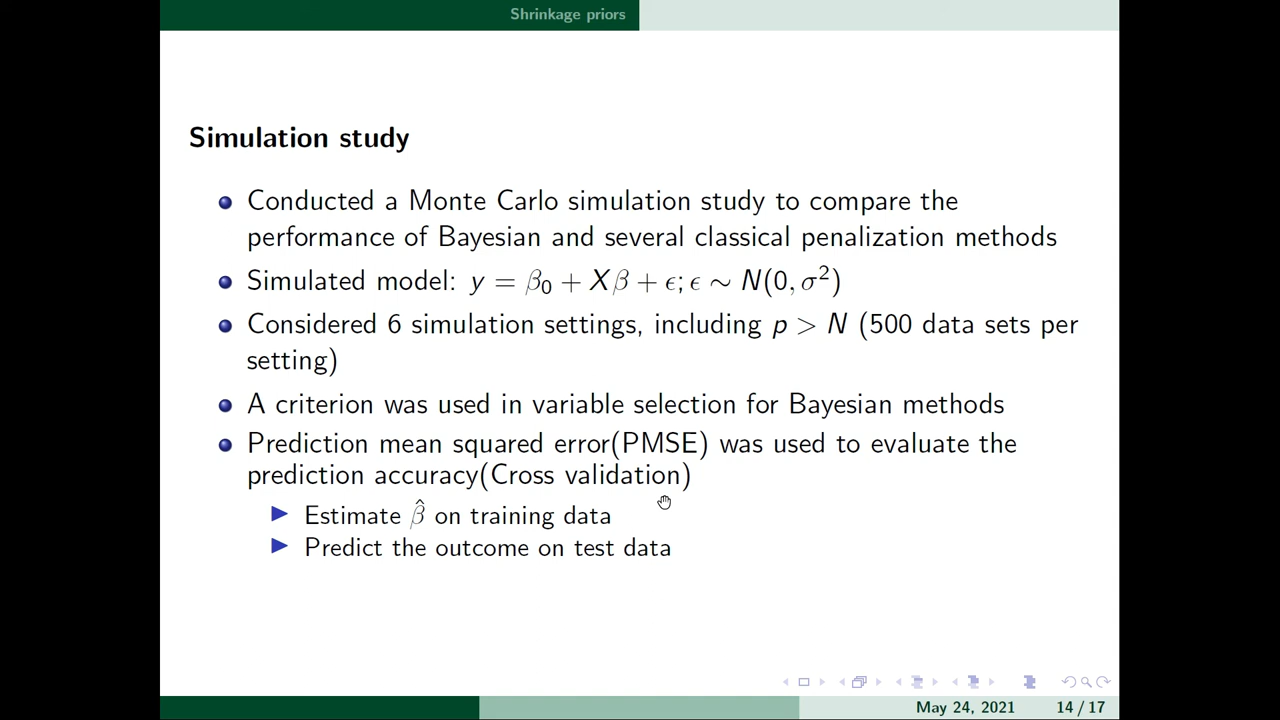 Shrinkage priors
Simulation study
Conducted a Monte Carlo simulation study to compare the
performance of Bayesian and several classical penalization methods
Simulated model: y = β₀ + Xβ + ϵ; ϵ ∼ N(0, σ²)
Considered 6 simulation settings, including p > N (500 data sets per
setting)
A criterion was used in variable selection for Bayesian methods
Prediction mean squared error(PMSE) was used to evaluate the
prediction accuracy(Cross validation)
Estimate β̂ on training data
Predict the outcome on test data
May 24, 2021 14 / 17